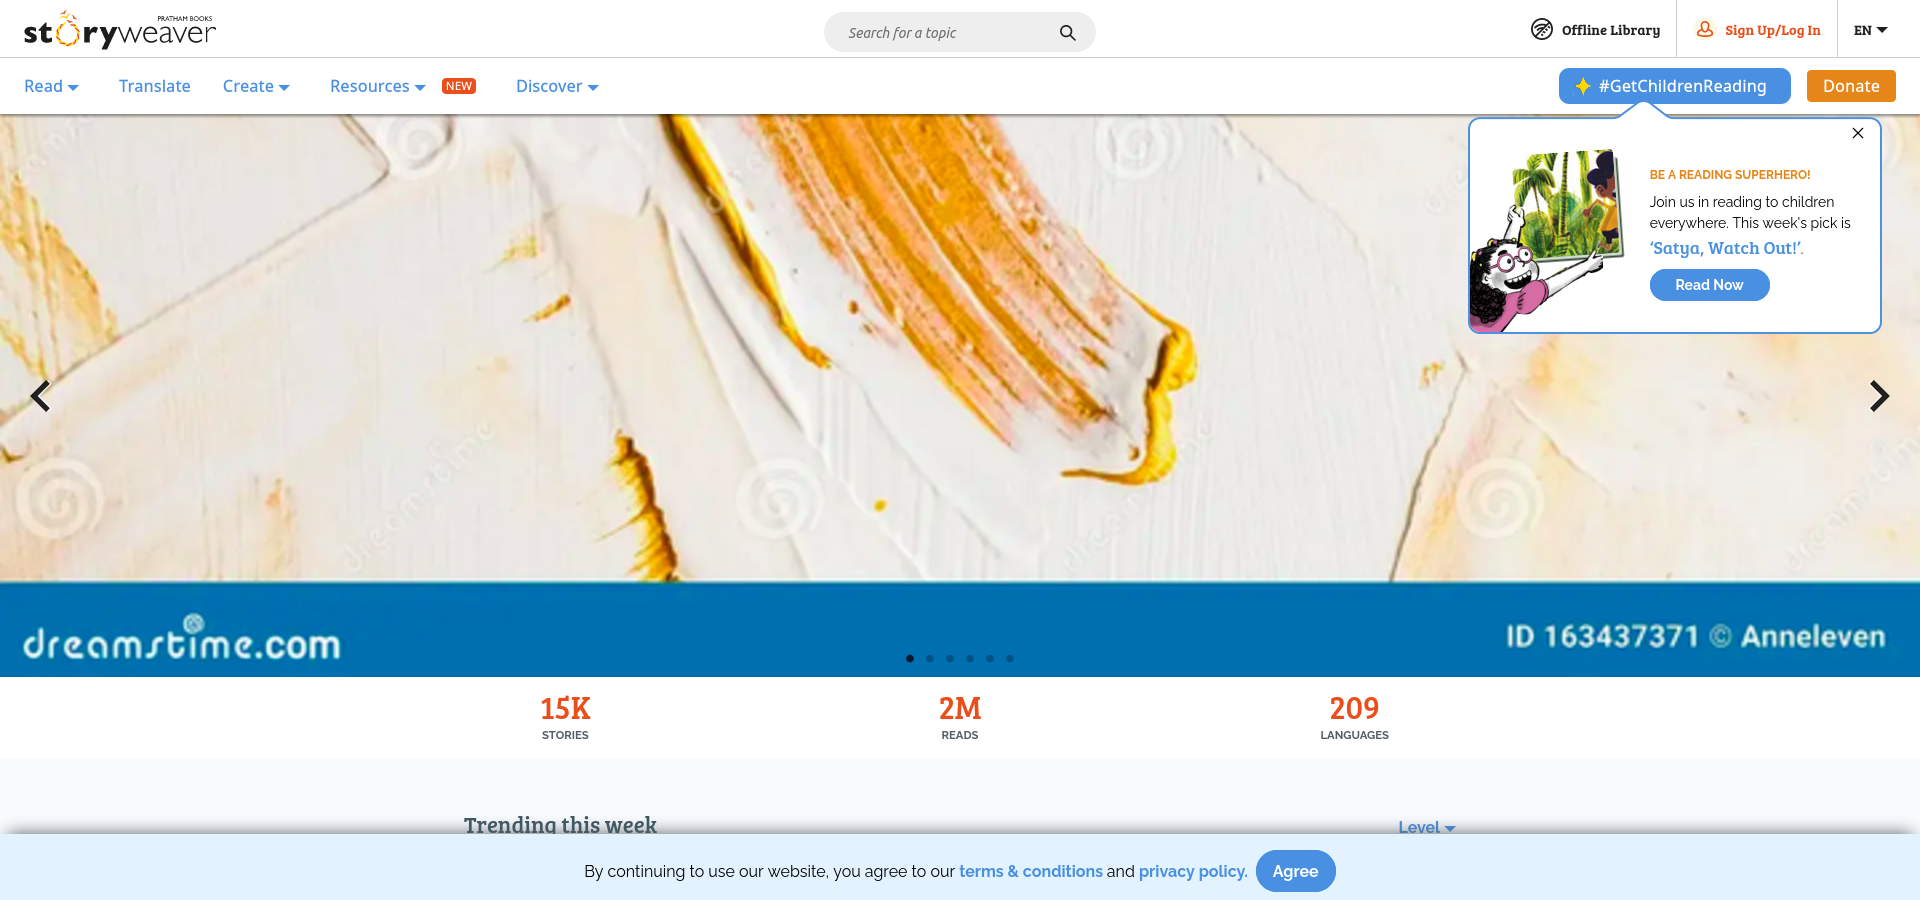 PRATHAM BOOKS
storyweaver
Search for a topic
Offline Library
Sign Up/Log In
EN
Read
Translate
Create
Resources
NEW
Discover
#GetChildrenReading
Donate
BE A READING SUPERHERO!
Join us in reading to children
everywhere. This week's pick is
‘Satya, Watch Out!’.
Read Now
dreamstime
dreamstime
dreamstime
dreamstime.com
ID 163437371 © Anneleven
15K
STORIES
2M
READS
209
LANGUAGES
Trending this week
Level
By continuing to use our website, you agree to our terms & conditions and privacy policy.
Agree